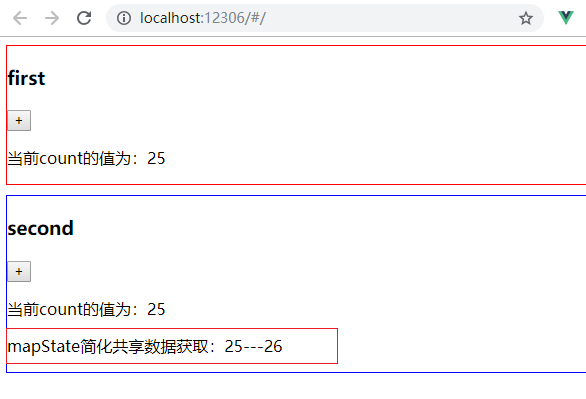 localhost:12306/#/
first
+
当前count的值为：25
second
+
当前count的值为：25
mapState简化共享数据获取：25---26